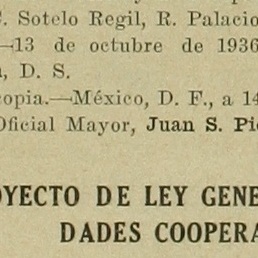 Sotelo Regil, R. Palacio
—13 de octubre de 1936
, D. S.
copia.—México, D. F., a 14
Oficial Mayor, Juan S. Pi
OYECTO DE LEY GENE
DADES COOPERA